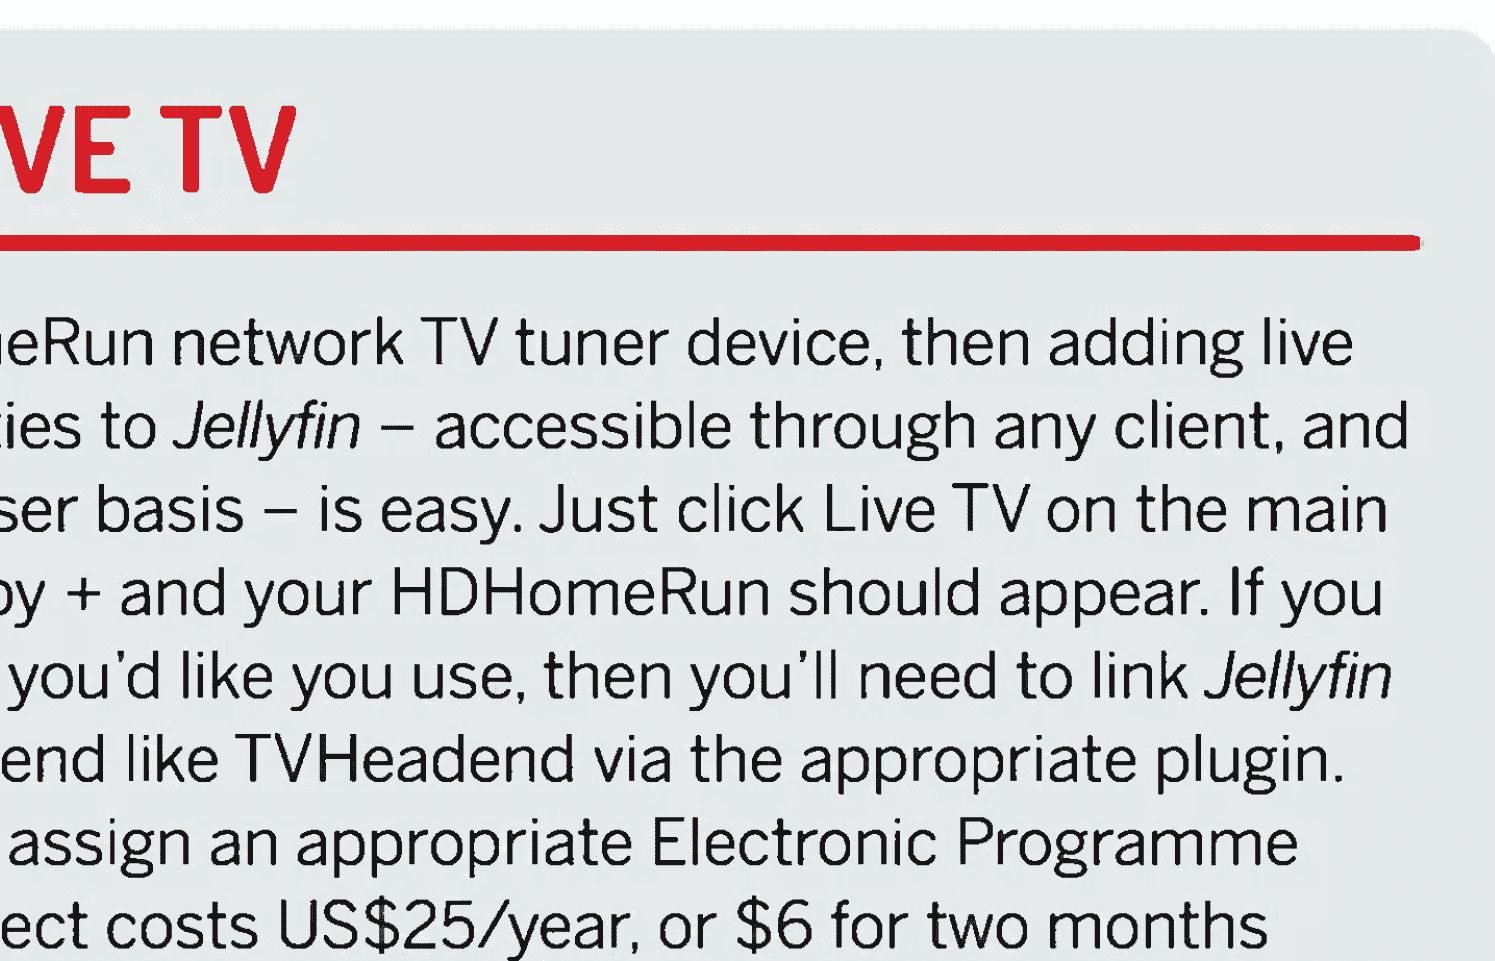 VE TV
eRun network TV tuner device, then adding live
ies to Jellyfin – accessible through any client, and
ser basis – is easy. Just click Live TV on the main
by + and your HDHomeRun should appear. If you
you’d like you use, then you’ll need to link Jellyfin
end like TVHeadend via the appropriate plugin.
assign an appropriate Electronic Programme
ect costs US$25/year, or $6 for two months